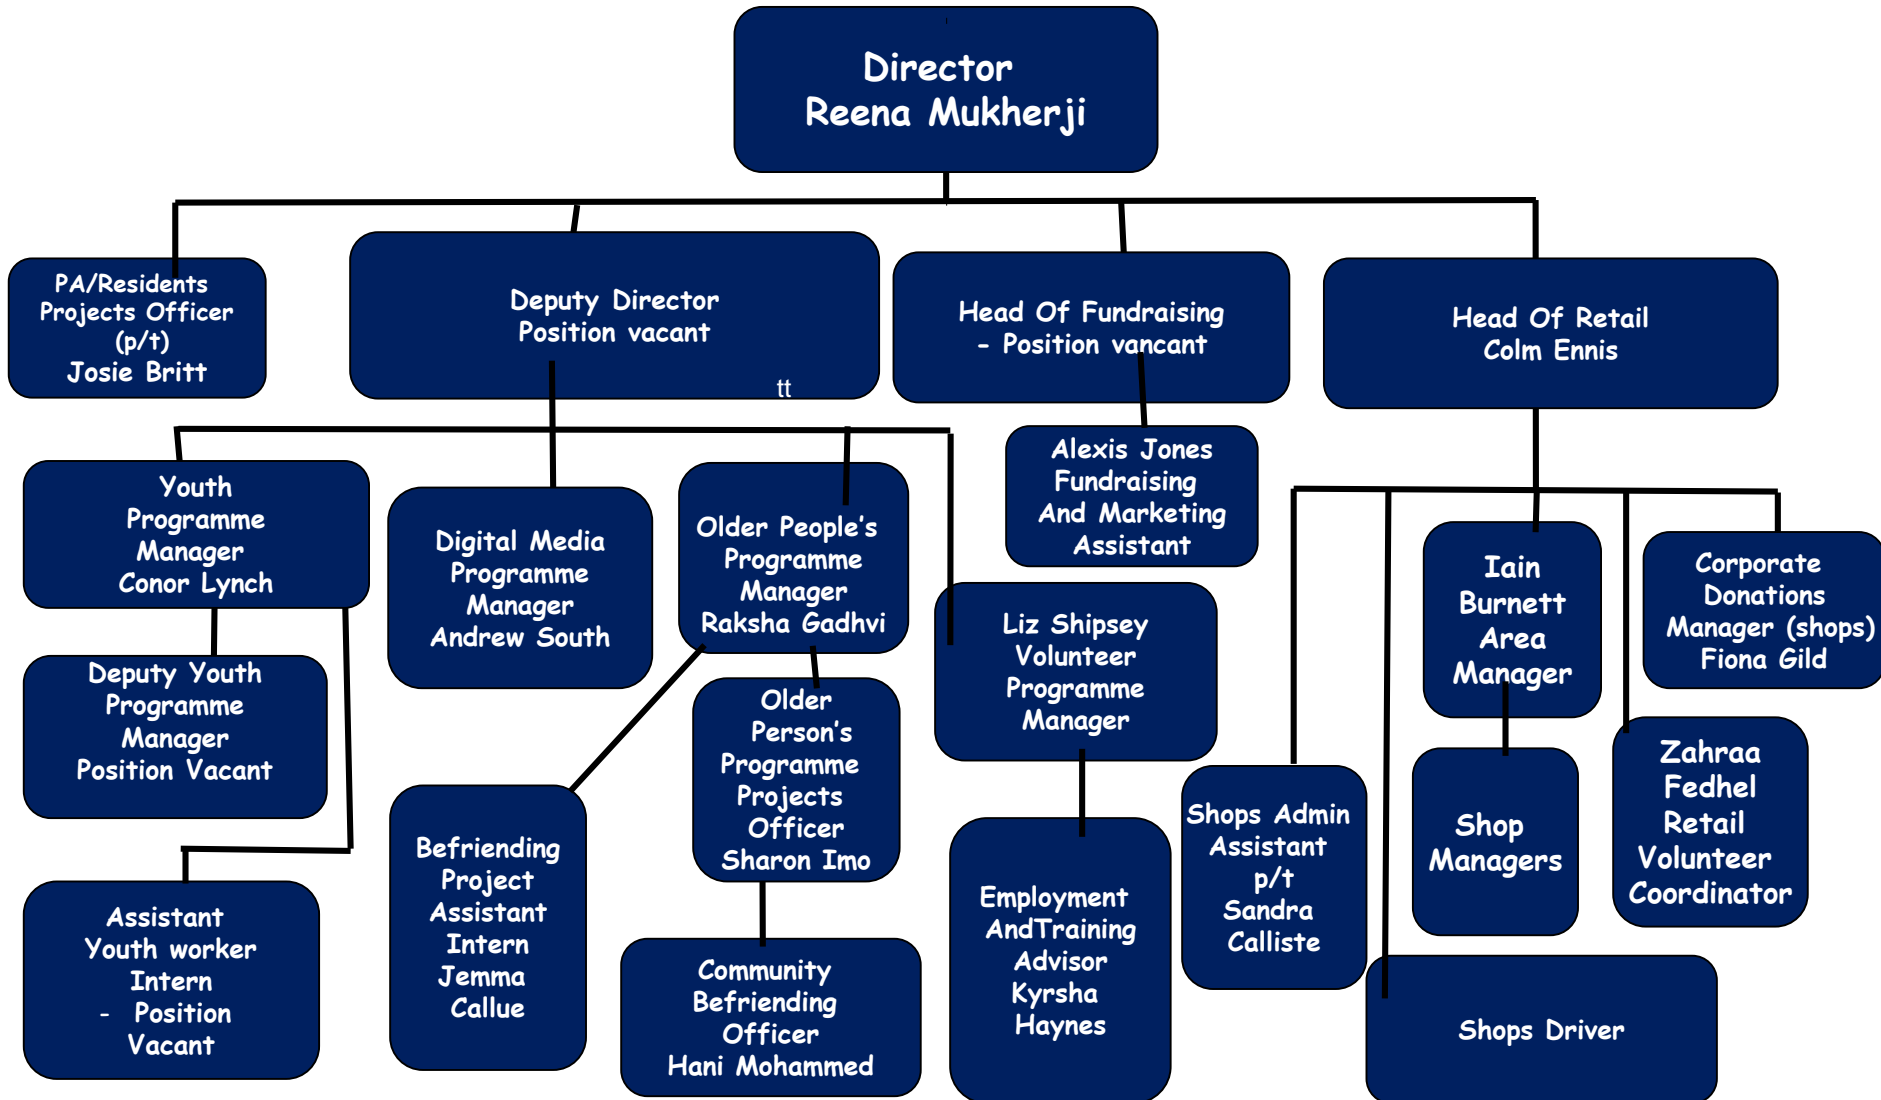 Director
Reena Mukherji
PA/Residents
Projects Officer
(p/t)
Josie Britt
Deputy Director
Position vacant
tt
Head Of Fundraising
- Position vancant
Head Of Retail
Colm Ennis
Youth
Programme
Manager
Conor Lynch
Digital Media
Programme
Manager
Andrew South
Older People's
Programme
Manager
Raksha Gadhvi
Alexis Jones
Fundraising
And Marketing
Assistant
Liz Shipsey
Volunteer
Programme
Manager
Iain
Burnett
Area
Manager
Corporate
Donations
Manager (shops)
Fiona Gild
Deputy Youth
Programme
Manager
Position Vacant
Older
Person's
Programme
Projects
Officer
Sharon Imo
Shops Admin
Assistant
p/t
Sandra
Calliste
Shop
Managers
Zahraa
Fedhel
Retail
Volunteer
Coordinator
Assistant
Youth worker
Intern
- Position
Vacant
Befriending
Project
Assistant
Intern
Jemma
Callue
Community
Befriending
Officer
Hani Mohammed
Employment
AndTraining
Advisor
Kyrsha
Haynes
Shops Driver